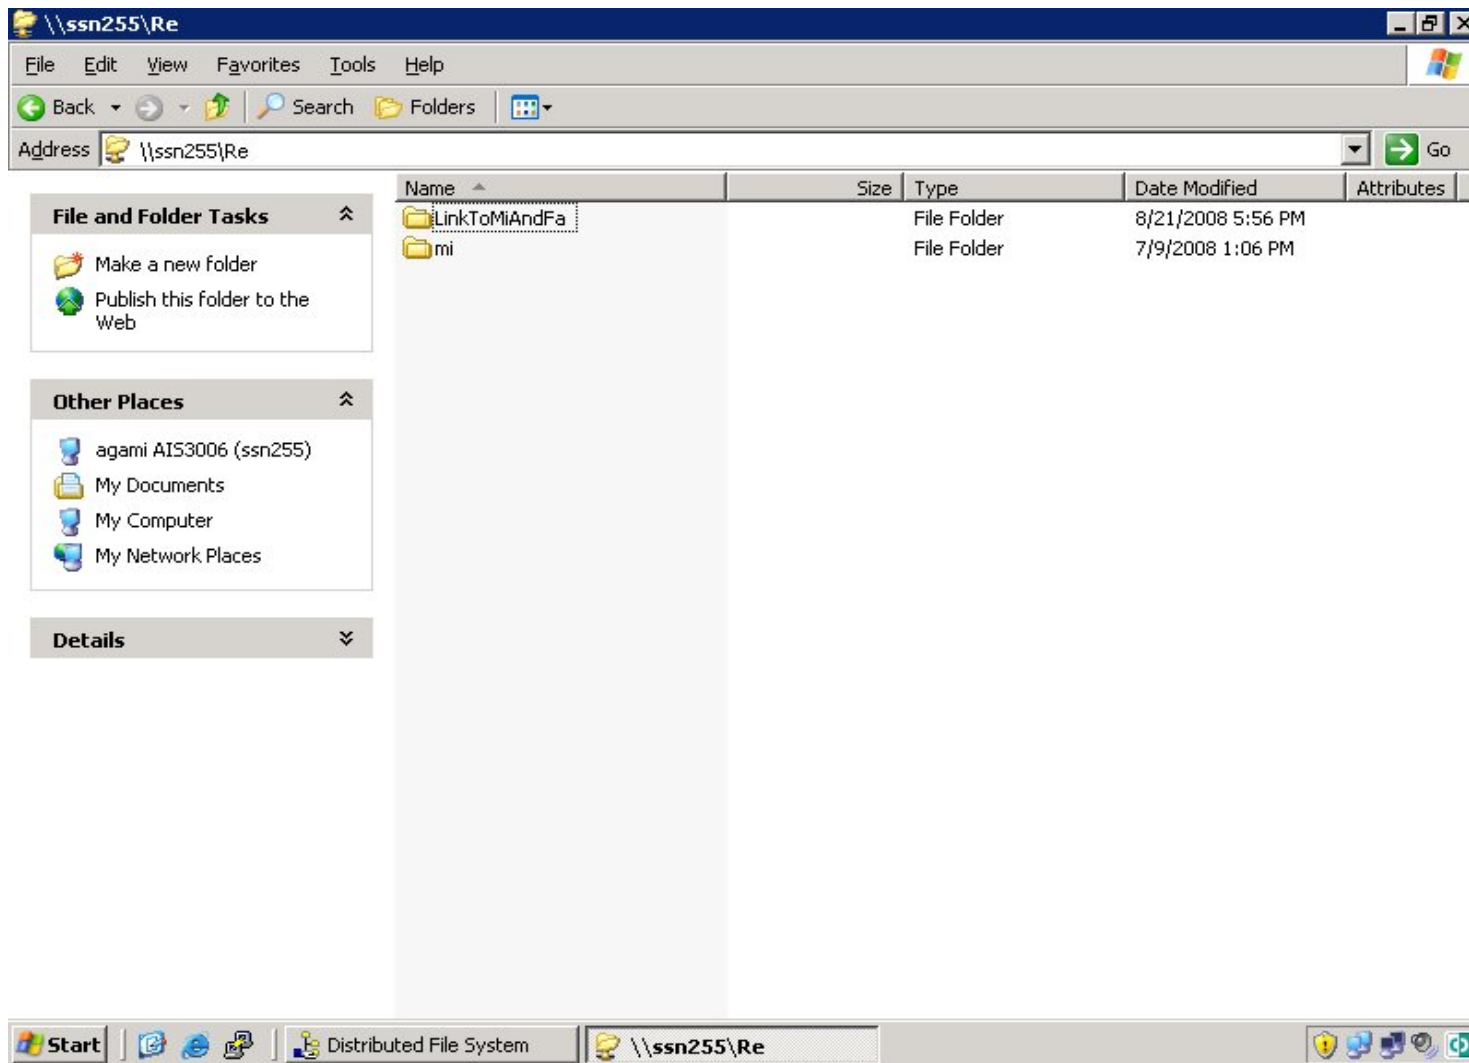 \\ssn255\Re
File Edit View Favorites Tools Help
Back Search Folders
Address \\ssn255\Re Go
File and Folder Tasks
Make a new folder
Publish this folder to the
Web
Other Places
agami AIS3006 (ssn255)
My Documents
My Computer
My Network Places
Details
Name Size Type Date Modified Attributes
LinkToMiAndFa File Folder 8/21/2008 5:56 PM
mi File Folder 7/9/2008 1:06 PM
Start Distributed File System \\ssn255\Re